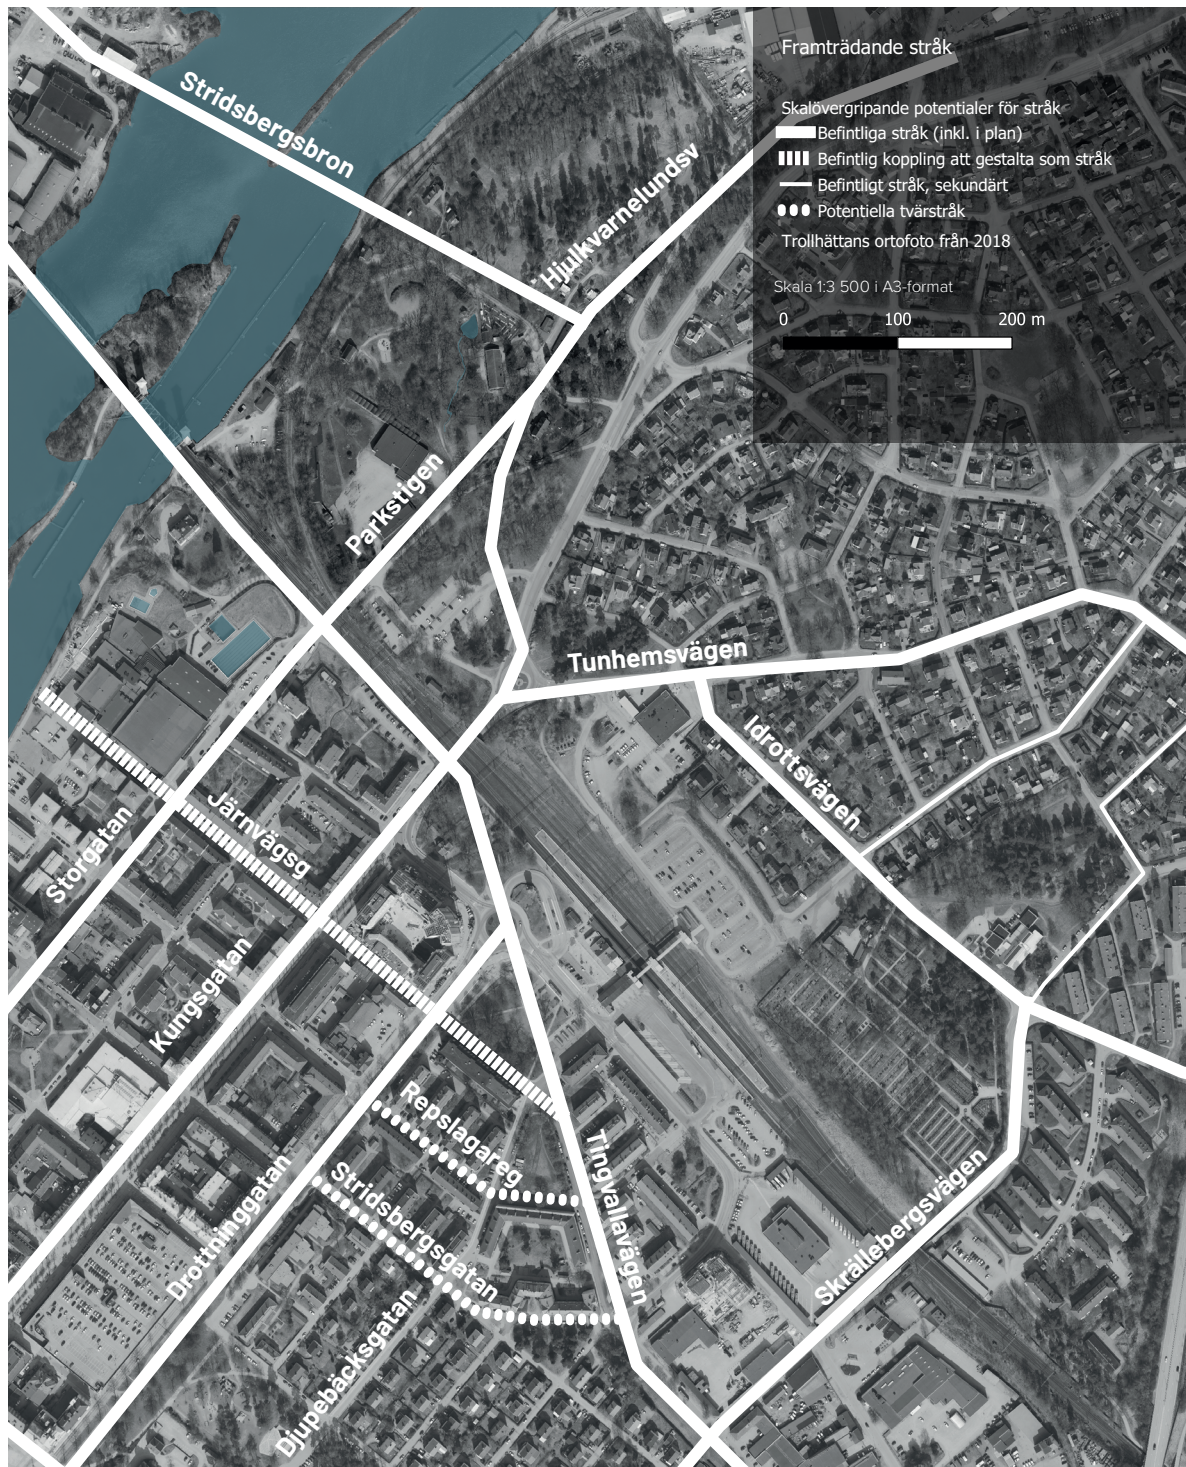 Framträdande stråk
Skalövergripande potentialer för stråk
Befintliga stråk (inkl. i plan)
Befintlig koppling att gestalta som stråk
Befintligt stråk, sekundärt
Potentiella tvärstråk
Trollhättans ortofoto från 2018
Skala 1:3 500 i A3-format
0 100 200 m
Stridsbergsbron
Hjulkvarnelundsv
Parkstigen
Tunhemsvägen
Idrottsvägen
Järnvägsg
Storgatan
Kungsgatan
Repslagareg
Tingvallavägen
Stridsbergsgatan
Drottninggatan
Skrällebergsvägen
Djupebäcksgatan